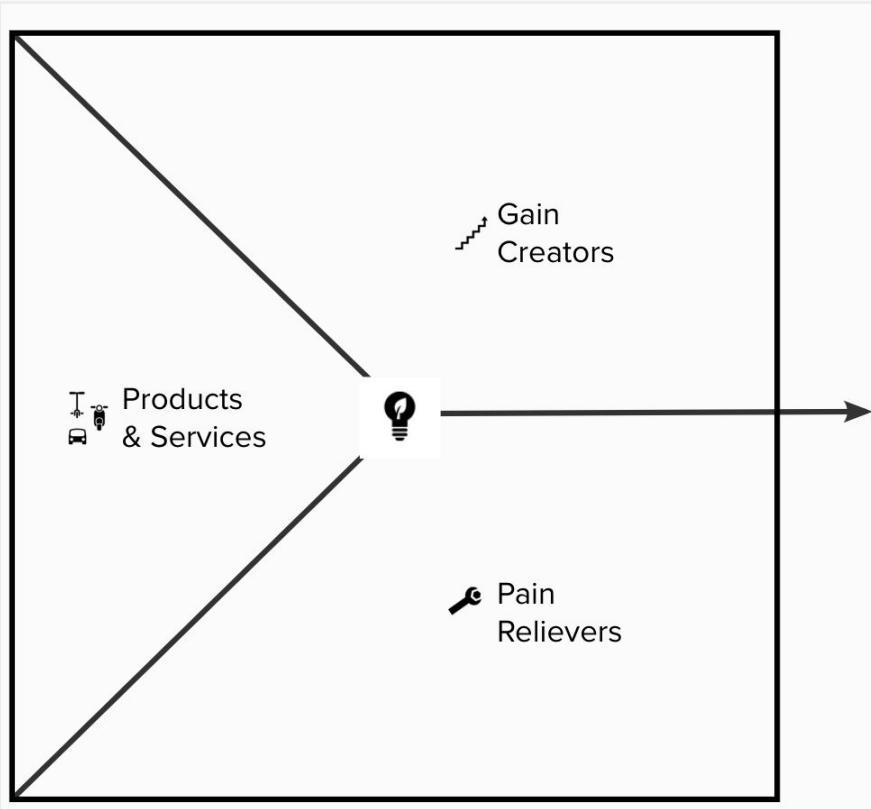 Gain
Creators
Products
& Services
Pain
Relievers